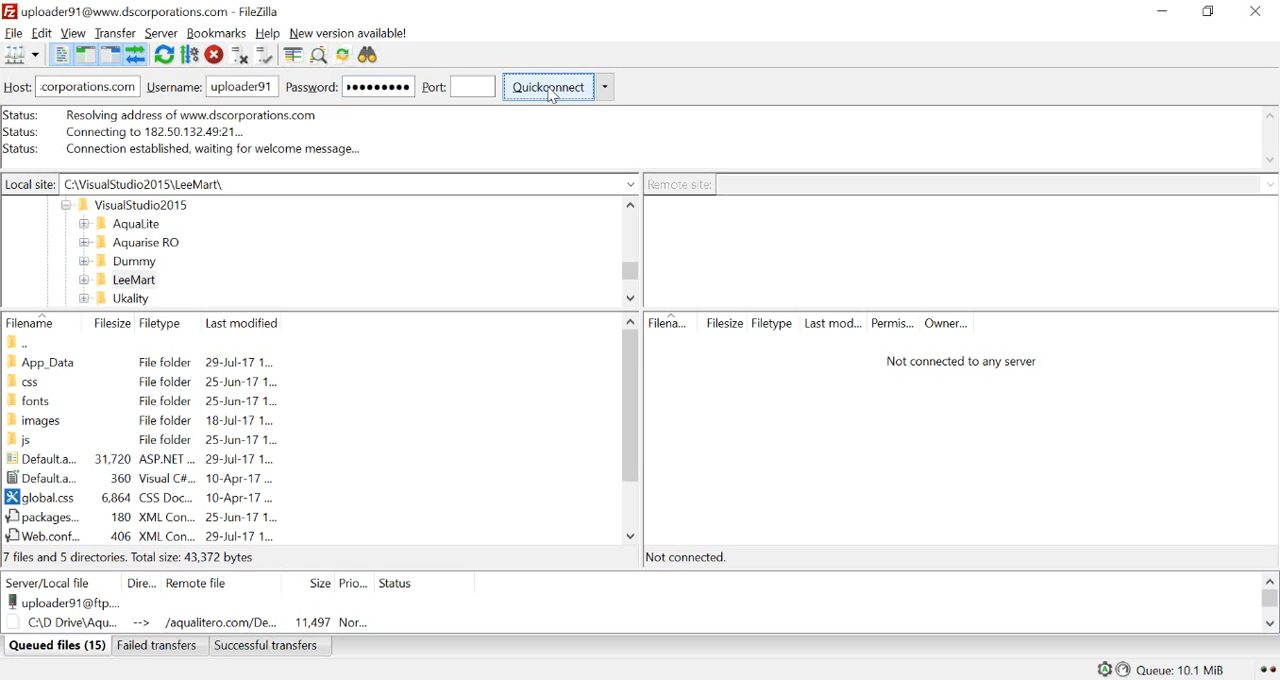 uploader91@www.dscorporations.com - FileZilla
File Edit View Transfer Server Bookmarks Help New version available!
Host: :corporations.com Username: uploader91 Password: ●●●●●●●●● Port: Quickconnect
Status: Resolving address of www.dscorporations.com
Status: Connecting to 182.50.132.49:21...
Status: Connection established, waiting for welcome message...
Local site: C:\VisualStudio2015\LeeMart\ Remote site:
VisualStudio2015
AquaLite
Aquarise RO
Dummy
LeeMart
Ukality
Filename Filesize Filetype Last modified
..
App_Data File folder 29-Jul-17 1...
css File folder 25-Jun-17 1...
fonts File folder 25-Jun-17 1...
images File folder 18-Jul-17 1...
js File folder 25-Jun-17 1...
Default.a... 31,720 ASP.NET ... 29-Jul-17 1...
Default.a... 360 Visual C#... 10-Apr-17 ...
global.css 6,864 CSS Doc... 10-Apr-17 ...
packages... 180 XML Con... 25-Jun-17 1...
Web.conf... 406 XML Con... 29-Jul-17 1...
7 files and 5 directories. Total size: 43,372 bytes
Filena... Filesize Filetype Last mod... Permis... Owner...
Not connected to any server
Not connected.
Server/Local file Dire... Remote file Size Prio... Status
uploader91@ftp....
C:\D Drive\Aqu... --> /aqualitero.com/De... 11,497 Nor...
Queued files (15) Failed transfers Successful transfers
Queue: 10.1 MiB